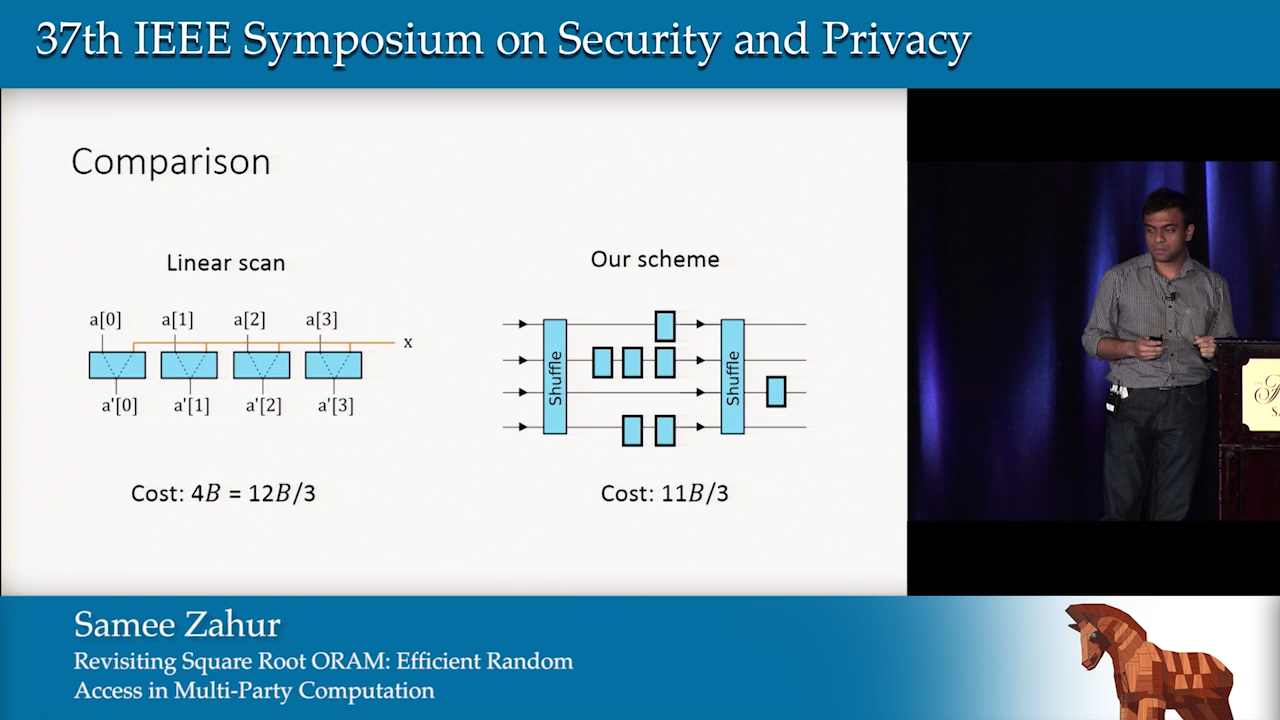 37th IEEE Symposium on Security and Privacy
Comparison
Linear scan
a[0] a[1] a[2] a[3]
x
a'[0] a'[1] a'[2] a'[3]
Cost: 4B = 12B/3
Our scheme
Shuffle
Shuffle
Cost: 11B/3
Samee Zahur
Revisiting Square Root ORAM: Efficient Random
Access in Multi-Party Computation